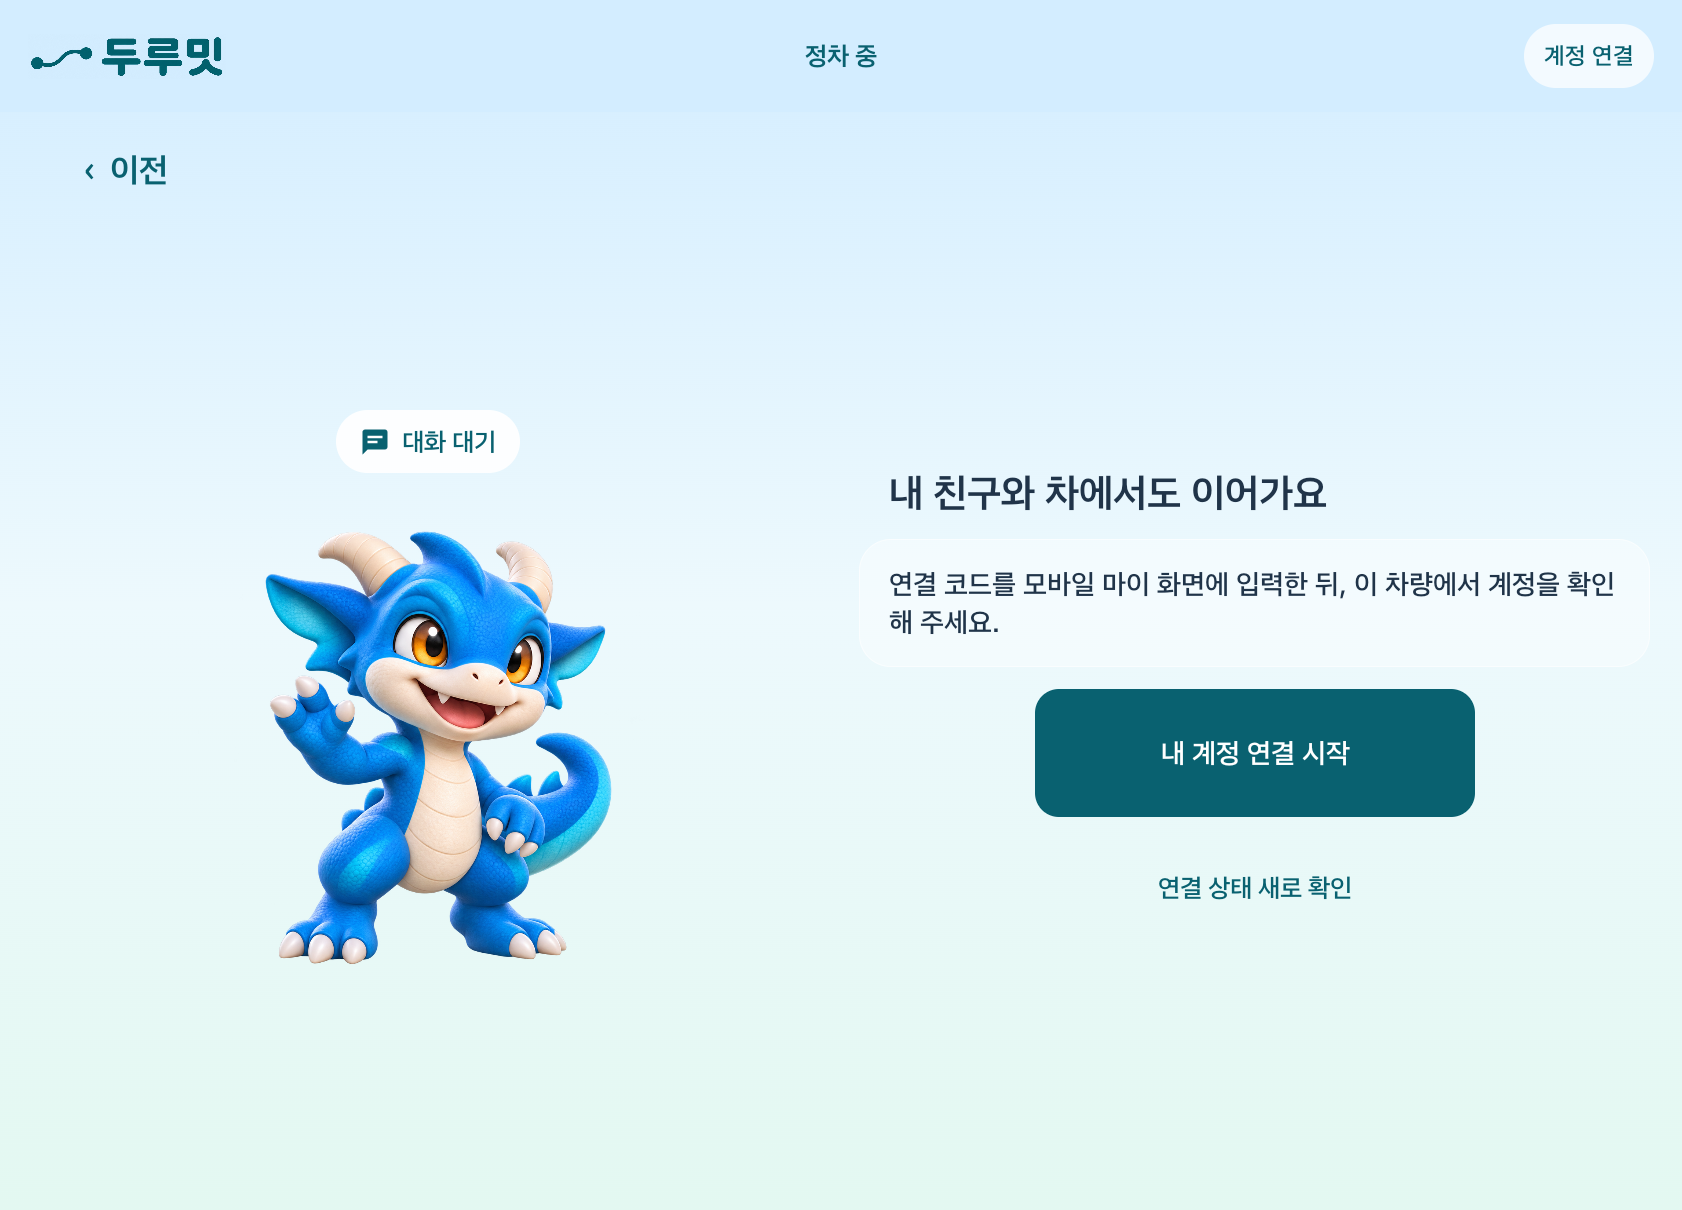 두루밋
정차 중
계정 연결
‹ 이전
대화 대기
내 친구와 차에서도 이어가요
연결 코드를 모바일 마이 화면에 입력한 뒤, 이 차량에서 계정을 확인
해 주세요.
내 계정 연결 시작
연결 상태 새로 확인